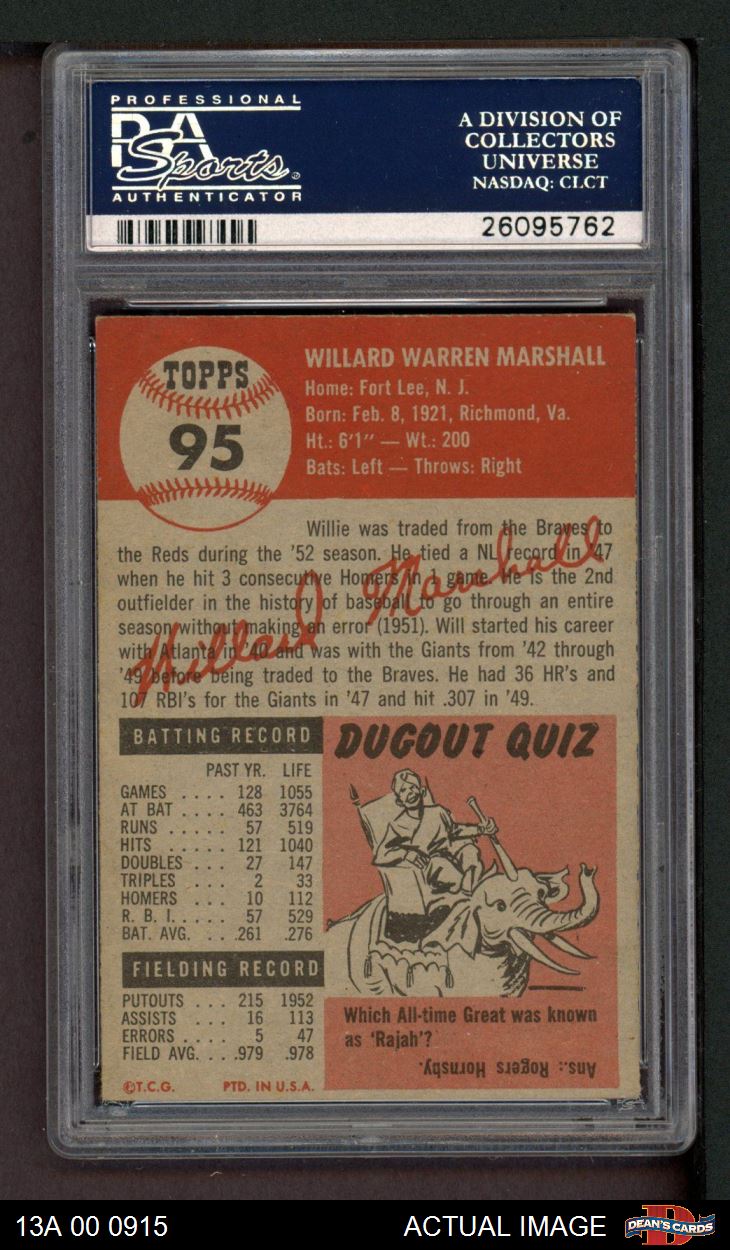 PROFESSIONAL
PSA
Sports
AUTHENTICATOR
A DIVISION OF
COLLECTORS
UNIVERSE
NASDAQ: CLCT
26095762
TOPPS
95
WILLARD WARREN MARSHALL
Home: Fort Lee, N. J.
Born: Feb. 8, 1921, Richmond, Va.
Ht.: 6'1" — Wt.: 200
Bats: Left — Throws: Right
Willie was traded from the Braves to
the Reds during the '52 season. He tied a NL record in '47
when he hit 3 consecutive Homers in 1 game. He is the 2nd
outfielder in the history of baseball to go through an entire
season without making an error (1951). Will started his career
with Atlanta in '40 and was with the Giants from '42 through
'49 before being traded to the Braves. He had 36 HR's and
107 RBI's for the Giants in '47 and hit .307 in '49.
Willard Marshall
BATTING RECORD
PAST YR. LIFE
GAMES .... 128 1055
AT BAT .... 463 3764
RUNS ..... 57 519
HITS ..... 121 1040
DOUBLES ... 27 147
TRIPLES ... 2 33
HOMERS ... 10 112
R. B. I..... 57 529
BAT. AVG. ... .261 .276
FIELDING RECORD
PUTOUTS ... 215 1952
ASSISTS ... 16 113
ERRORS .... 5 47
FIELD AVG. ... .979 .978
©T.C.G. PTD. IN U.S.A.
DUGOUT QUIZ
Which All-time Great was known
as 'Rajah'?
Ans.: Rogers Hornsby.
13A 00 0915
ACTUAL IMAGE
D
DEAN'S CARDS